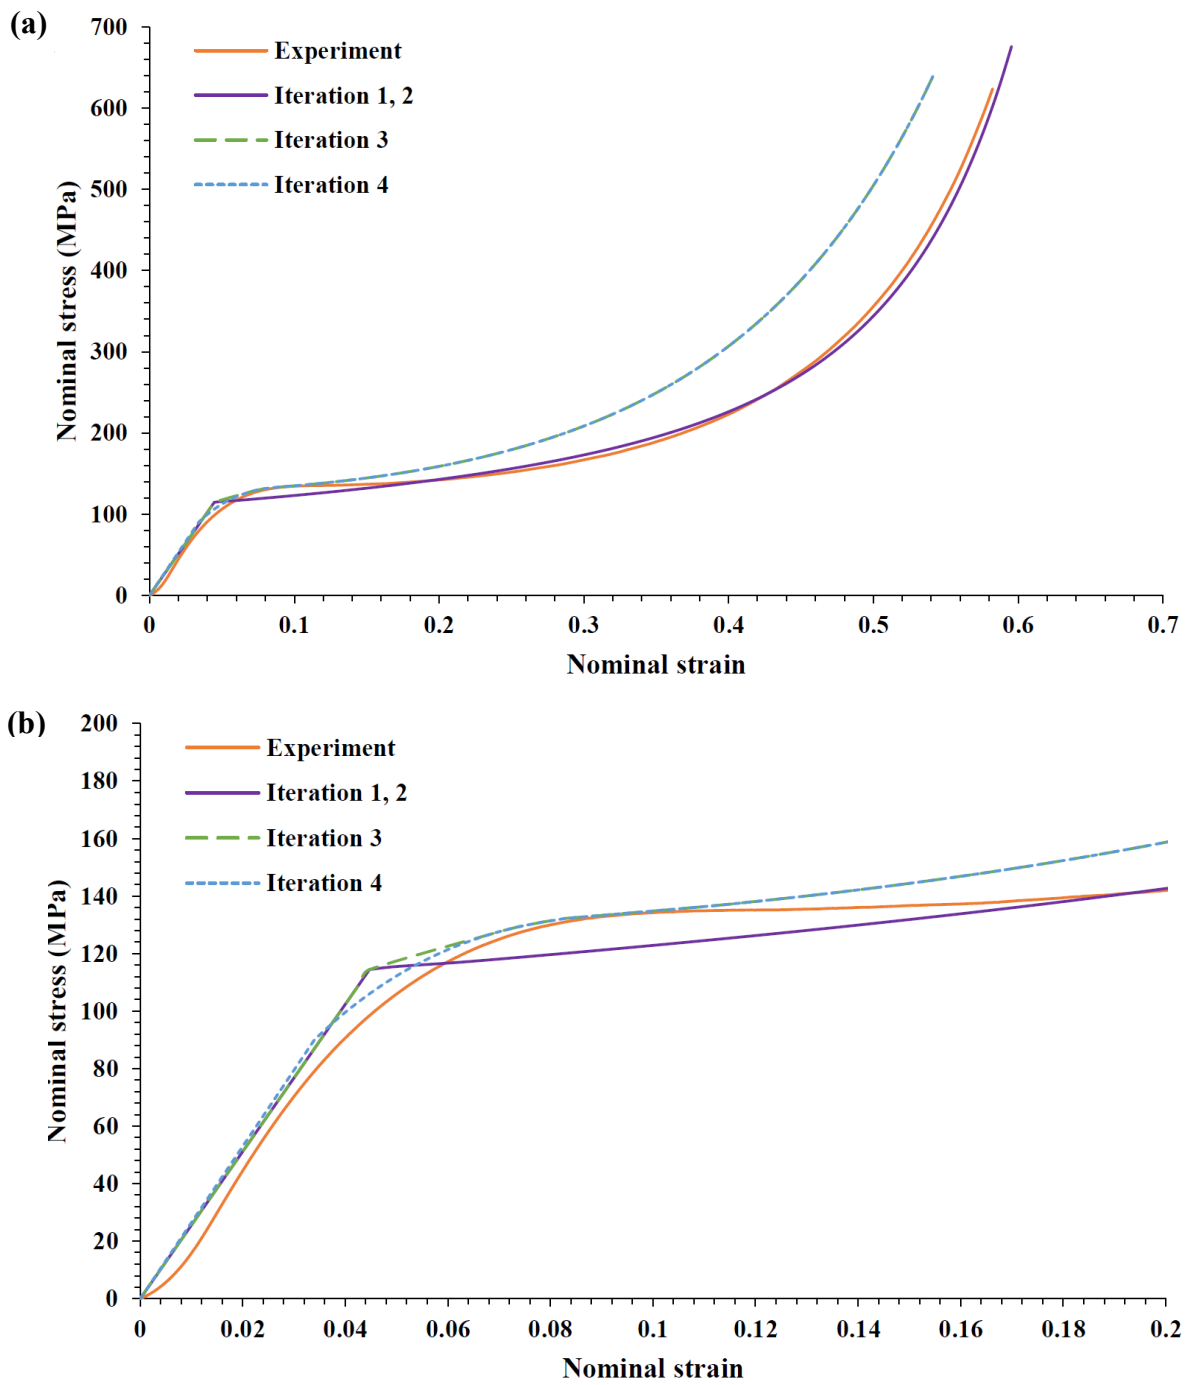 (a)
700
600
500
400
300
200
100
0
Nominal stress (MPa)
Experiment
Iteration 1, 2
Iteration 3
Iteration 4
0 0.1 0.2 0.3 0.4 0.5 0.6 0.7
Nominal strain
(b)
200
180
160
140
120
100
80
60
40
20
0
Nominal stress (MPa)
Experiment
Iteration 1, 2
Iteration 3
Iteration 4
0 0.02 0.04 0.06 0.08 0.1 0.12 0.14 0.16 0.18 0.2
Nominal strain